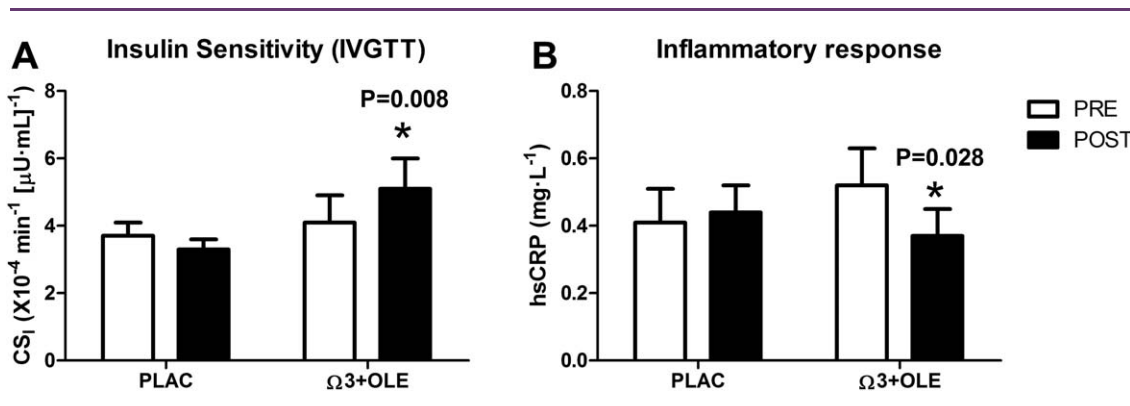 A Insulin Sensitivity (IVGTT)
CS_I (X10⁻⁴ min⁻¹ [µU·mL]⁻¹
8
6
4
2
0
P=0.008
*
PLAC Ω3+OLE
B Inflammatory response
hsCRP (mg·L⁻¹)
0.8
0.6
0.4
0.2
0.0
P=0.028
*
PLAC Ω3+OLE
PRE
POST